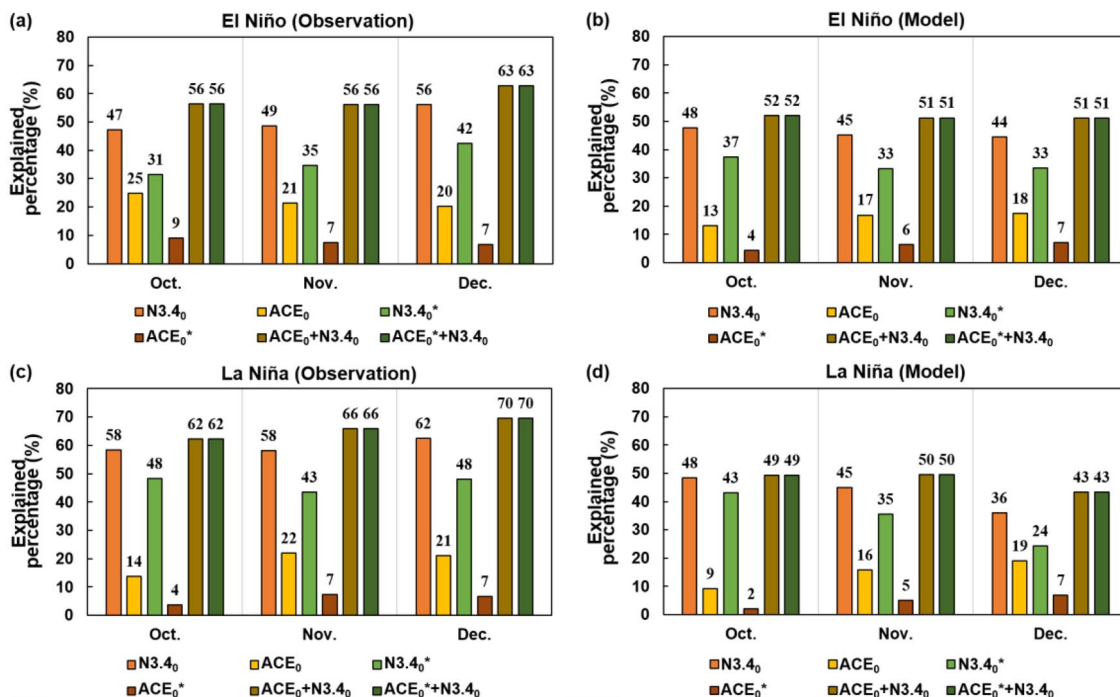 (a) El Niño (Observation)
Explained percentage (%)
80
70
60
50
40
30
20
10
0
47 25 31 9 56 56
49 21 35 7 56 56
56 20 42 7 63 63
Oct. Nov. Dec.
N3.4₀ ACE₀ N3.4₀*
ACE₀* ACE₀+N3.4₀ ACE₀*+N3.4₀
(b) El Niño (Model)
Explained percentage (%)
80
70
60
50
40
30
20
10
0
48 13 37 4 52 52
45 17 33 6 51 51
44 18 33 7 51 51
Oct. Nov. Dec.
N3.4₀ ACE₀ N3.4₀*
ACE₀* ACE₀+N3.4₀ ACE₀*+N3.4₀
(c) La Niña (Observation)
Explained percentage (%)
80
70
60
50
40
30
20
10
0
58 14 48 4 62 62
58 22 43 7 66 66
62 21 48 7 70 70
Oct. Nov. Dec.
N3.4₀ ACE₀ N3.4₀*
ACE₀* ACE₀+N3.4₀ ACE₀*+N3.4₀
(d) La Niña (Model)
Explained percentage (%)
80
70
60
50
40
30
20
10
0
48 9 43 2 49 49
45 16 35 5 50 50
36 19 24 7 43 43
Oct. Nov. Dec.
N3.4₀ ACE₀ N3.4₀*
ACE₀* ACE₀+N3.4₀ ACE₀*+N3.4₀